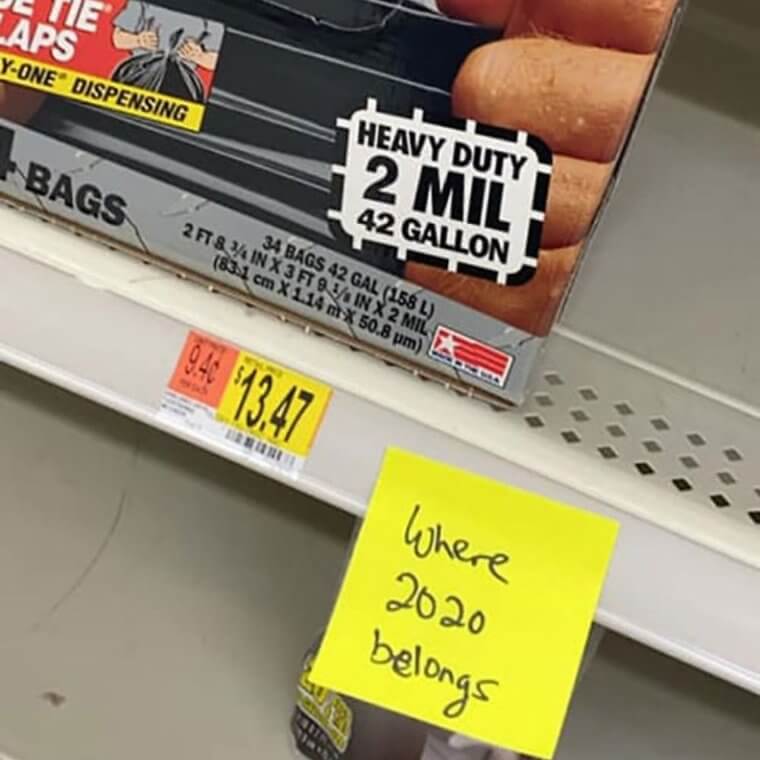 E TIE
LAPS
Y-ONE® DISPENSING
BAGS
HEAVY DUTY
2 MIL
42 GALLON
34 BAGS 42 GAL (158 L)
2 FT 8 3/4 IN X 3 FT 9 1/8 IN X 2 MIL
(83.1 cm X 1.14 m X 50.8 µm)
9.4¢
$13.47
Where
2020
belongs